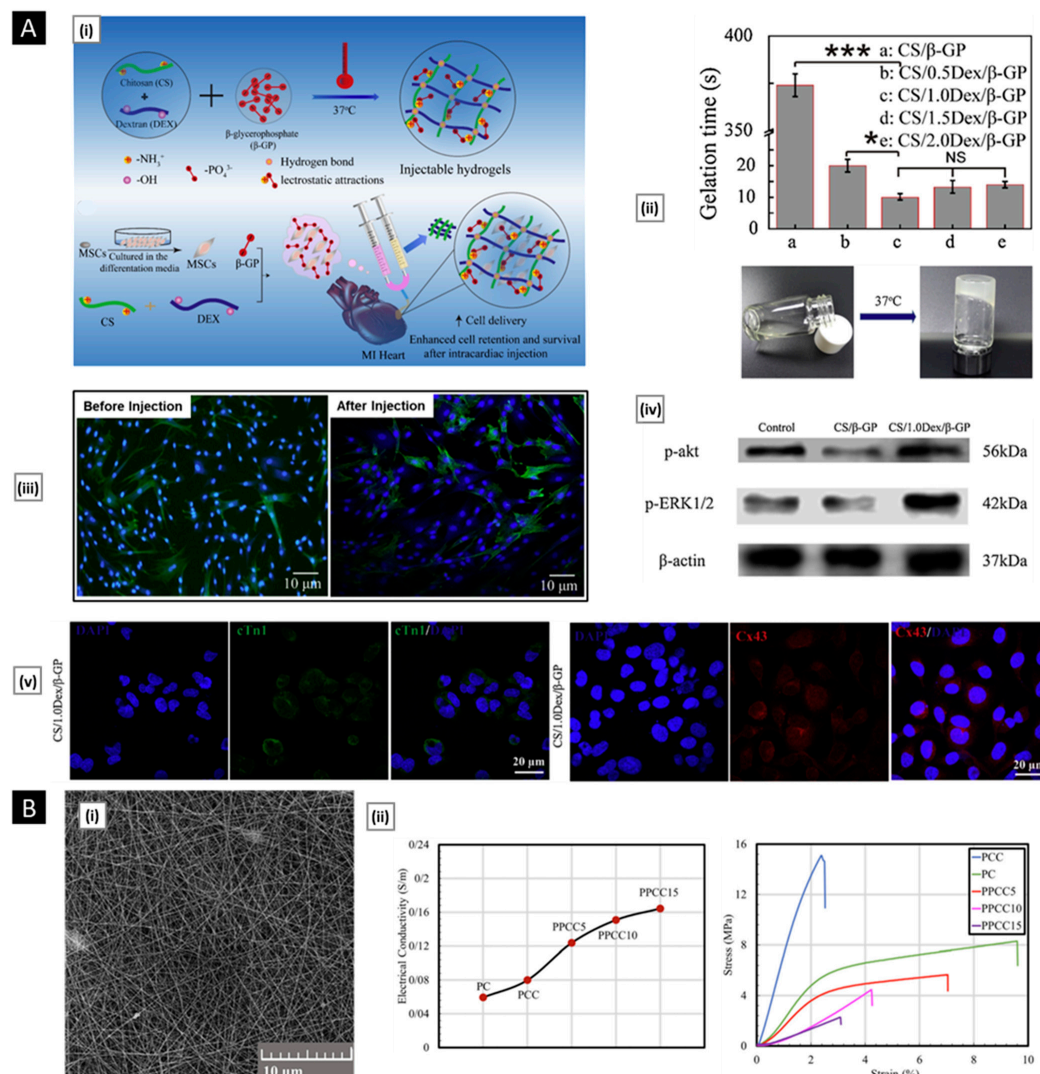 A
(i)
Chitosan (CS)
+
Dextran (DEX)
+
β-glycerophosphate
(β-GP)
37℃
Injectable hydrogels
-NH₃⁺
-OH
-PO₄³⁻
Hydrogen bond
lectrostatic attractions
MSCs
Cultured in the
differentation media
MSCs
β-GP
CS
+
DEX
MI Heart
↑ Cell delivery
Enhanced cell retention and survival
after intracardiac injection
(ii)
Gelation time (s)
400
350
20
10
0
a
b
c
d
e
***
*
NS
a: CS/β-GP
b: CS/0.5Dex/β-GP
c: CS/1.0Dex/β-GP
d: CS/1.5Dex/β-GP
e: CS/2.0Dex/β-GP
37℃
(iii)
Before Injection
10 μm
After Injection
10 μm
(iv)
Control
CS/β-GP
CS/1.0Dex/β-GP
p-akt
56kDa
p-ERK1/2
42kDa
β-actin
37kDa
(v)
CS/1.0Dex/β-GP
DAPI
cTn1
cTn1/DAPI
20 μm
CS/1.0Dex/β-GP
DAPI
Cx43
Cx43/DAPI
20 μm
B
(i)
10 μm
(ii)
Electrical Conductivity (S/m)
0/24
0/2
0/16
0/12
0/08
0/04
0
PC
PCC
PPCC5
PPCC10
PPCC15
Stress (MPa)
16
12
8
4
0
0
2
4
6
8
10
Strain (%)
PCC
PC
PPCC5
PPCC10
PPCC15